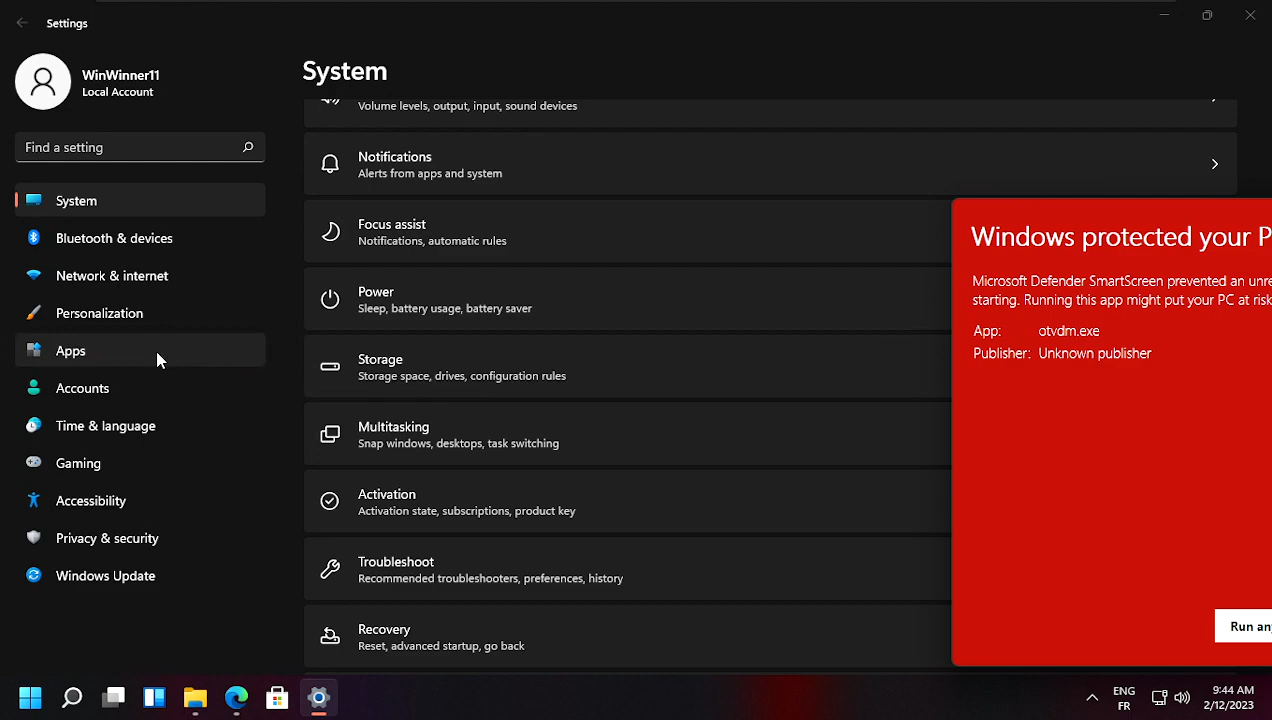 Settings
WinWinner11
Local Account
Find a setting
System
Bluetooth & devices
Network & internet
Personalization
Apps
Accounts
Time & language
Gaming
Accessibility
Privacy & security
Windows Update
System
Volume levels, output, input, sound devices
Notifications
Alerts from apps and system
Focus assist
Notifications, automatic rules
Power
Sleep, battery usage, battery saver
Storage
Storage space, drives, configuration rules
Multitasking
Snap windows, desktops, task switching
Activation
Activation state, subscriptions, product key
Troubleshoot
Recommended troubleshooters, preferences, history
Recovery
Reset, advanced startup, go back
Windows protected your P
Microsoft Defender SmartScreen prevented an unre
starting. Running this app might put your PC at risk
App: otvdm.exe
Publisher: Unknown publisher
Run an
ENG
FR
9:44 AM
2/12/2023